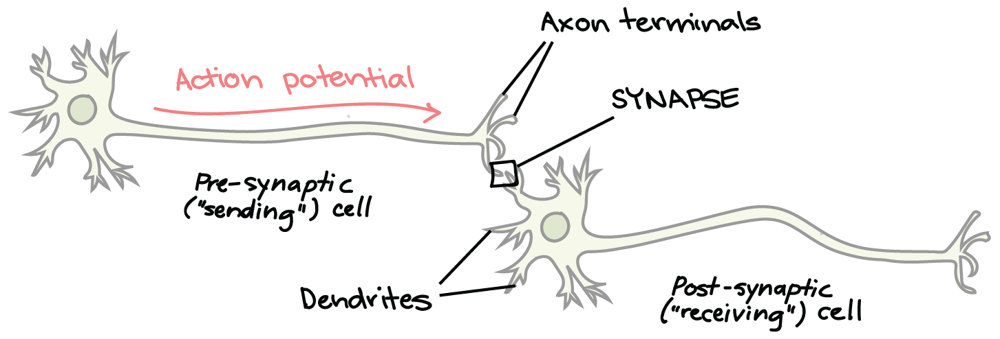 Axon terminals
Action potential
SYNAPSE
Pre-synaptic
("sending") cell
Dendrites
Post-synaptic
("receiving") cell